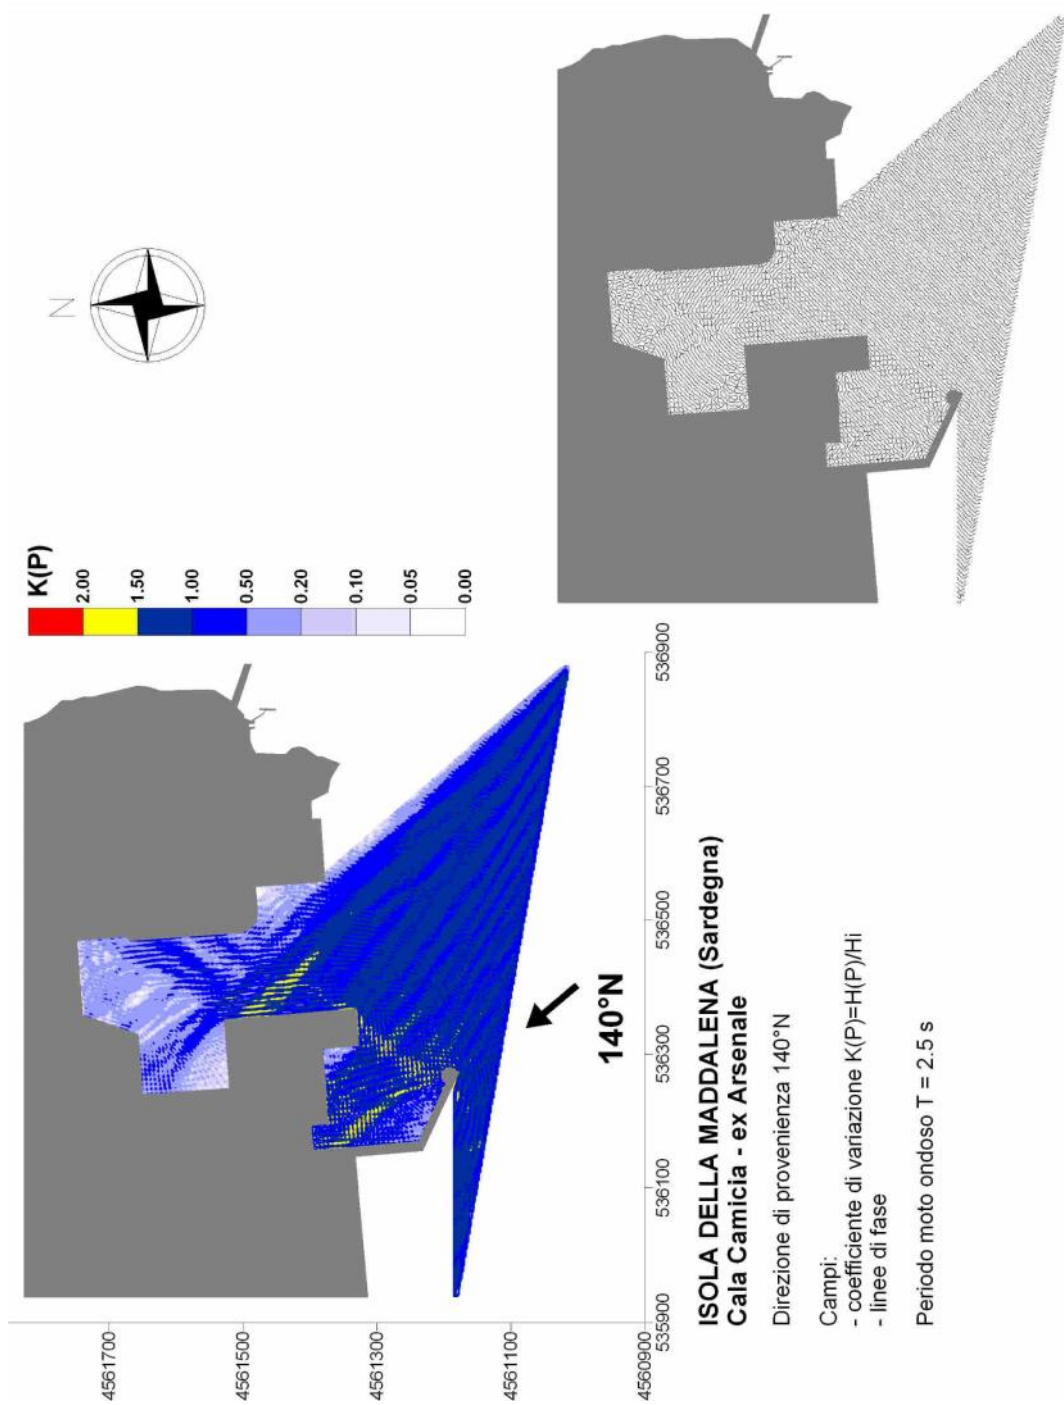 N
K(P)
2.00
1.50
1.00
0.50
0.20
0.10
0.05
0.00
4561700
4561500
4561300
4561100
4560900
535900
536100
536300
536500
536700
536900
140°N
ISOLA DELLA MADDALENA (Sardegna)
Cala Camicia - ex Arsenale
Direzione di provenienza 140°N
Campi:
- coefficiente di variazione K(P)=H(P)/Hi
- linee di fase
Periodo moto ondoso T = 2.5 s